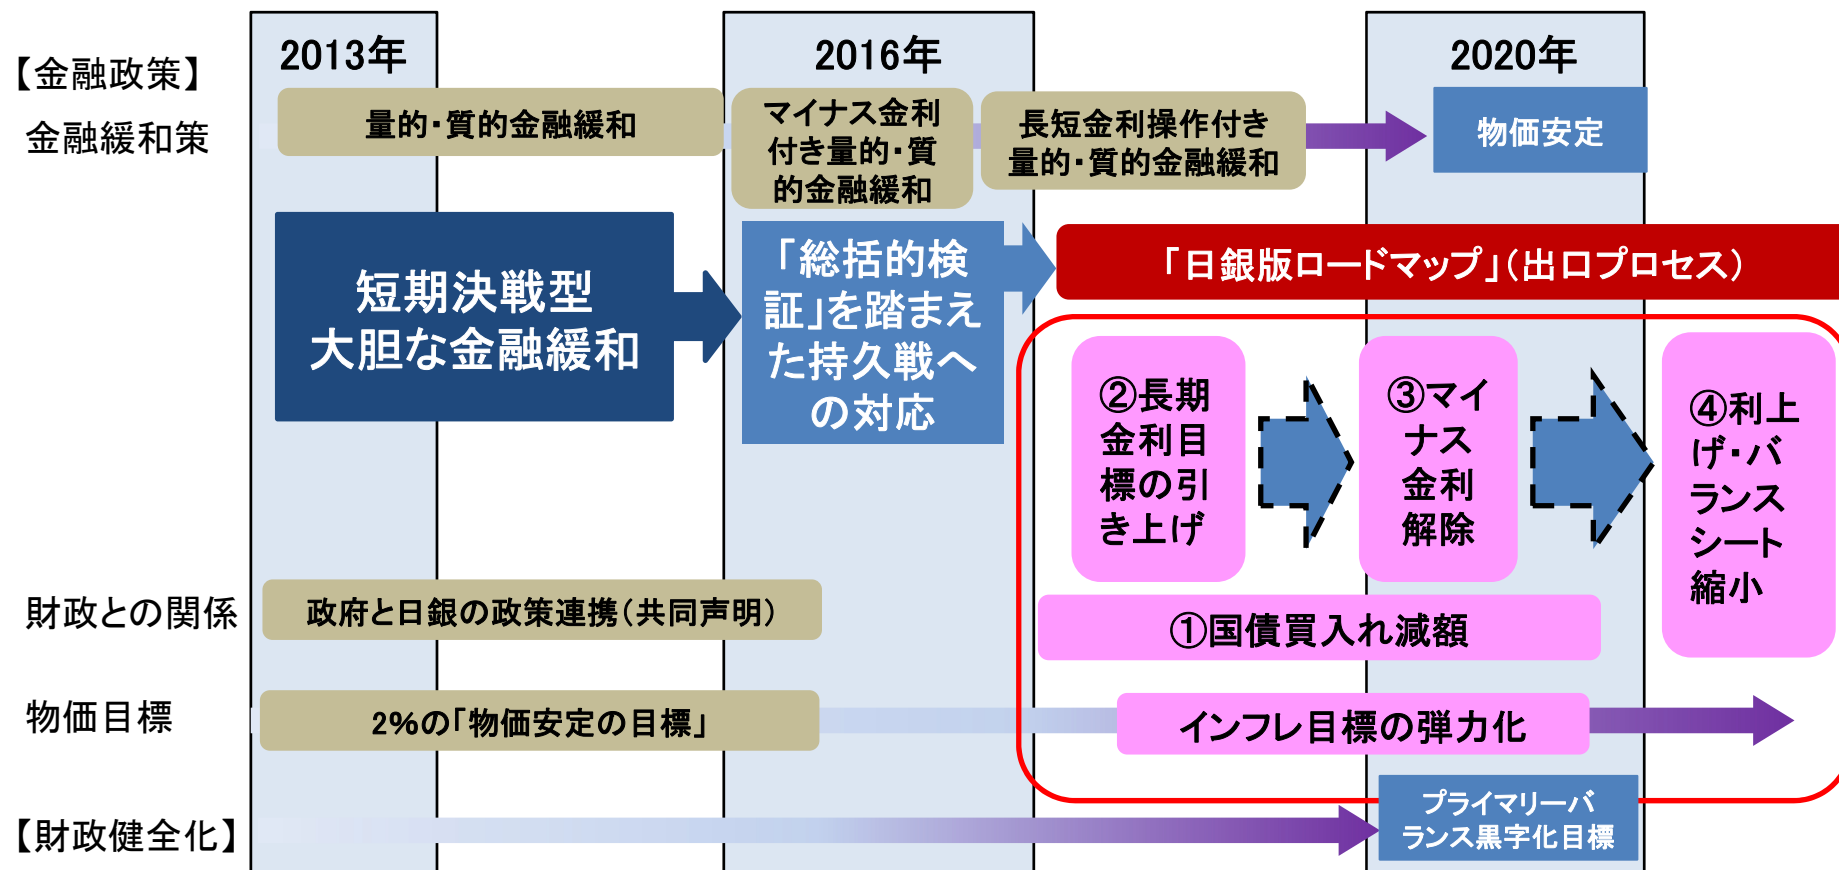 2013年
2016年
2020年
【金融政策】
金融緩和策
量的・質的金融緩和
マイナス金利
付き量的・質
的金融緩和
長短金利操作付き
量的・質的金融緩和
物価安定
短期決戦型
大胆な金融緩和
「総括的検
証」を踏まえ
た持久戦へ
の対応
「日銀版ロードマップ」(出口プロセス)
②長期
金利目
標の引
き上げ
③マイ
ナス
金利
解除
④利上
げ・バ
ランス
シート
縮小
財政との関係
政府と日銀の政策連携(共同声明)
①国債買入れ減額
物価目標
2%の「物価安定の目標」
インフレ目標の弾力化
【財政健全化】
プライマリーバ
ランス黒字化目標